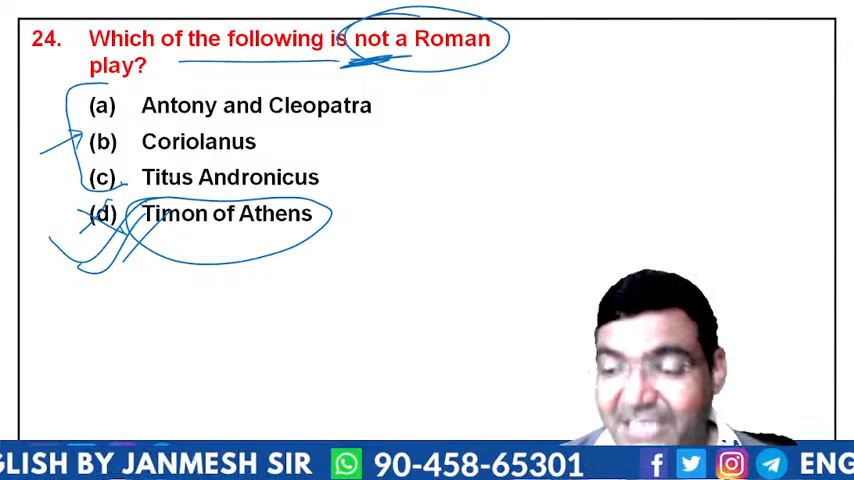 24. Which of the following is not a Roman
play?
(a) Antony and Cleopatra
(b) Coriolanus
(c) Titus Andronicus
(d) Timon of Athens
GLISH BY JANMESH SIR 90-458-65301 ENG